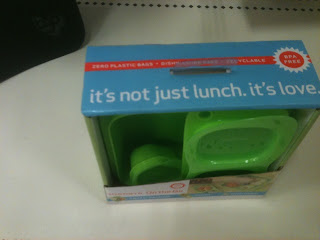 ZERO PLASTIC BAGS • DISHWASHER SAFE • RECYCLABLE
BPA
FREE
it's not just lunch. it's love.